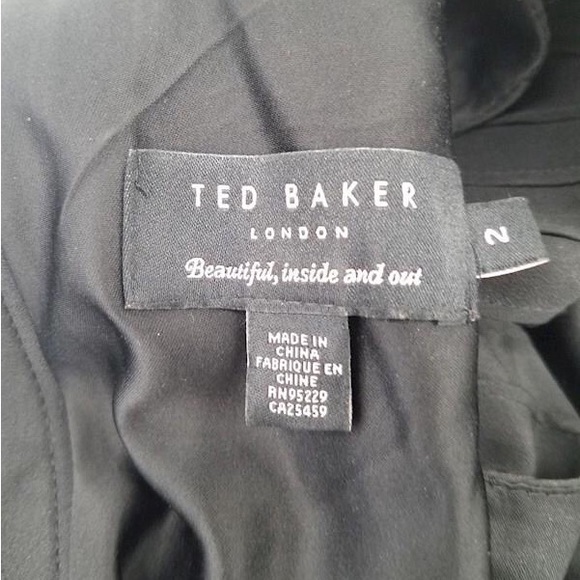 TED BAKER
LONDON
Beautiful, inside and out
2
MADE IN
CHINA
FABRIQUE EN
CHINE
RN95229
CA25459